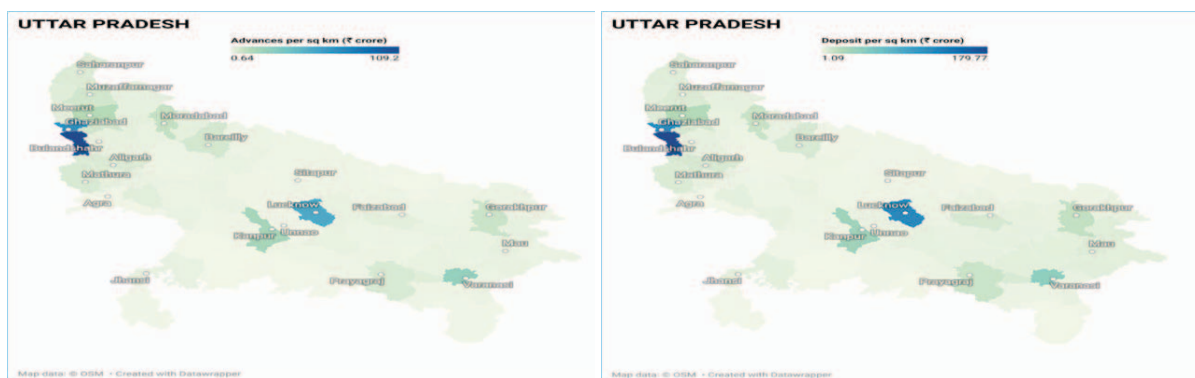 UTTAR PRADESH
Advances per sq km (₹ crore)
0.64 109.2
Saharanpur
Muzaffarnagar
Meerut
Ghaziabad
Moradabad
Bareilly
Bulandshahr
Aligarh
Mathura
Agra
Sitapur
Lucknow
Faizabad
Gorakhpur
Kanpur
Unnao
Mau
Jhansi
Prayagraj
Varanasi
Map data: © OSM • Created with Datawrapper
UTTAR PRADESH
Deposit per sq km (₹ crore)
1.09 179.77
Saharanpur
Muzaffarnagar
Meerut
Ghaziabad
Moradabad
Bareilly
Bulandshahr
Aligarh
Mathura
Agra
Sitapur
Lucknow
Faizabad
Gorakhpur
Kanpur
Unnao
Mau
Jhansi
Prayagraj
Varanasi
Map data: © OSM • Created with Datawrapper